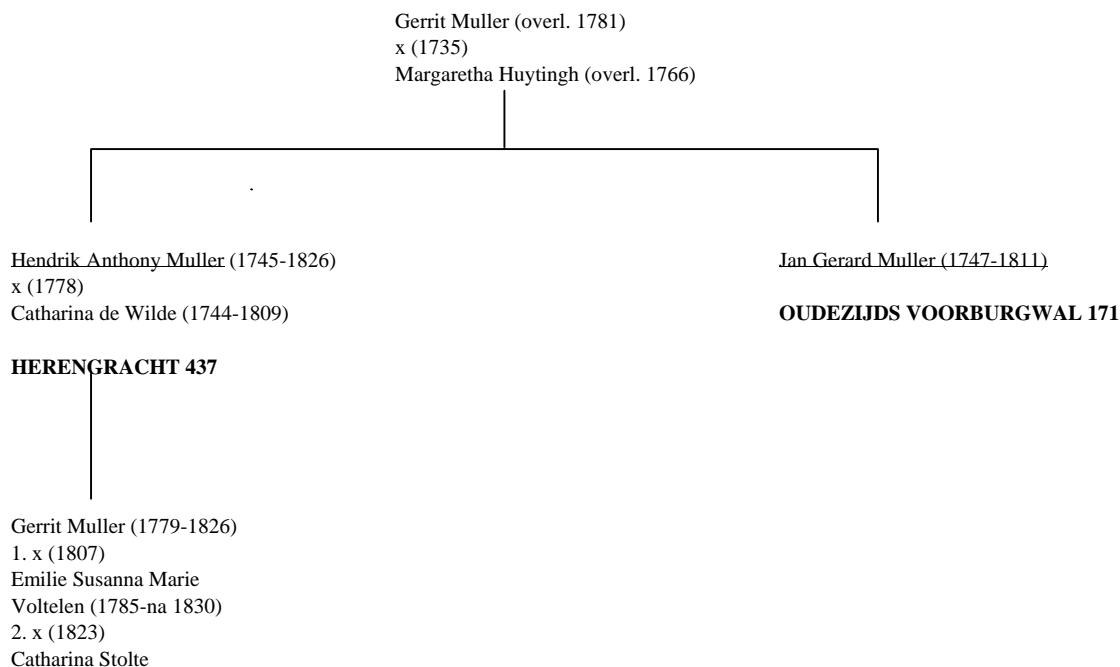 Gerrit Muller (overl. 1781)
x (1735)
Margaretha Huytingh (overl. 1766)
Hendrik Anthony Muller (1745-1826)
x (1778)
Catharina de Wilde (1744-1809)
HERENGRACHT 437
Jan Gerard Muller (1747-1811)
OUDEZIJDS VOORBURGWAL 171
Gerrit Muller (1779-1826)
1. x (1807)
Emilie Susanna Marie
Voltelen (1785-na 1830)
2. x (1823)
Catharina Stolte